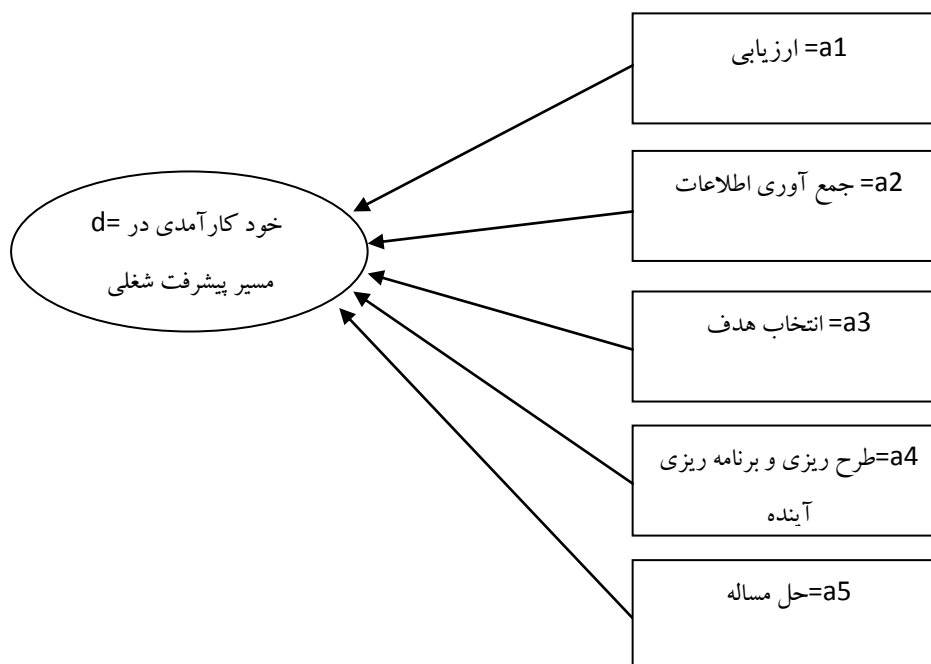 a1= ارزیابی
a2= جمع آوری اطلاعات
d= خود کارآمدی در
مسیر پیشرفت شغلی
a3= انتخاب هدف
a4=طرح ریزی و برنامه ریزی
آینده
a5=حل مساله